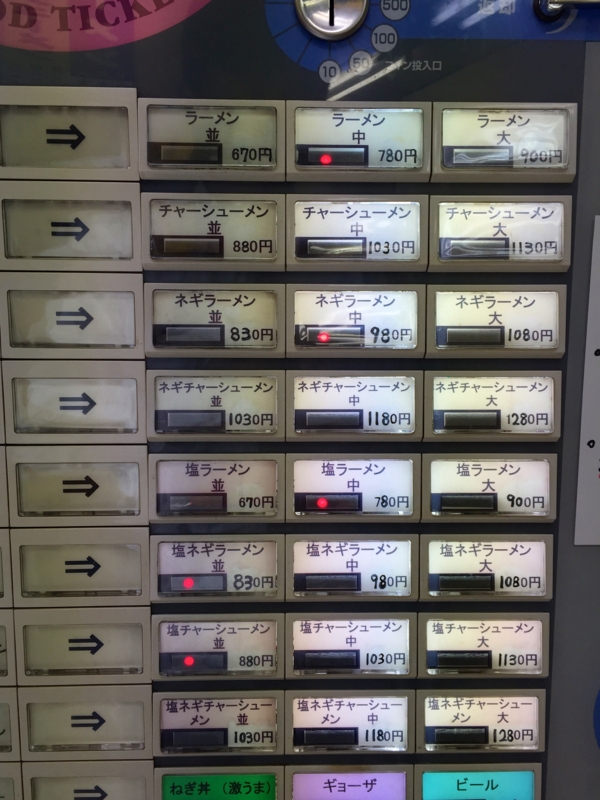 OD TICKE
500
100
50
10
コイン投入口
返却
⇒
ラーメン
並
670円
ラーメン
中
780円
ラーメン
大
900円
⇒
チャーシューメン
並
880円
チャーシューメン
中
1030円
チャーシューメン
大
1130円
⇒
ネギラーメン
並
830円
ネギラーメン
中
980円
ネギラーメン
大
1080円
⇒
ネギチャーシューメン
並
1030円
ネギチャーシューメン
中
1180円
ネギチャーシューメン
大
1280円
⇒
塩ラーメン
並
670円
塩ラーメン
中
780円
塩ラーメン
大
900円
⇒
塩ネギラーメン
並
830円
塩ネギラーメン
中
980円
塩ネギラーメン
大
1080円
⇒
塩チャーシューメン
並
880円
塩チャーシューメン
中
1030円
塩チャーシューメン
大
1130円
⇒
塩ネギチャーシュー
メン 並
1030円
塩ネギチャーシュー
メン 中
1180円
塩ネギチャーシュー
メン 大
1280円
⇒
ねぎ丼 (激うま)
ギョーザ
ビール